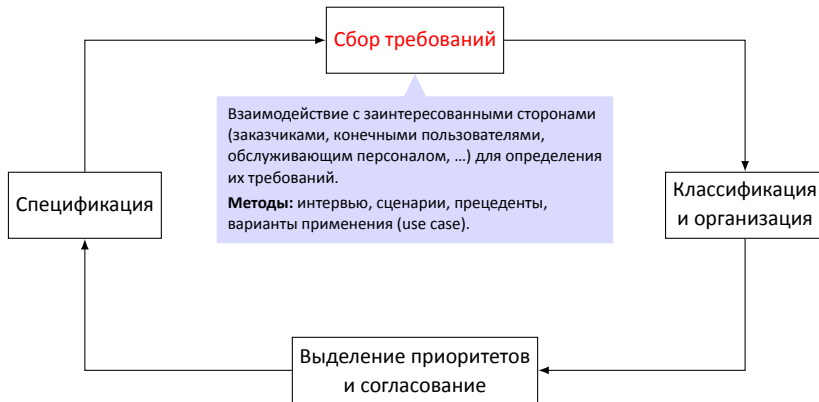 Сбор требований
Взаимодействие с заинтересованными сторонами
(заказчиками, конечными пользователями,
обслуживающим персоналом, ...) для определения
их требований.
Методы: интервью, сценарии, прецеденты,
варианты применения (use case).
Спецификация
Классификация
и организация
Выделение приоритетов
и согласование